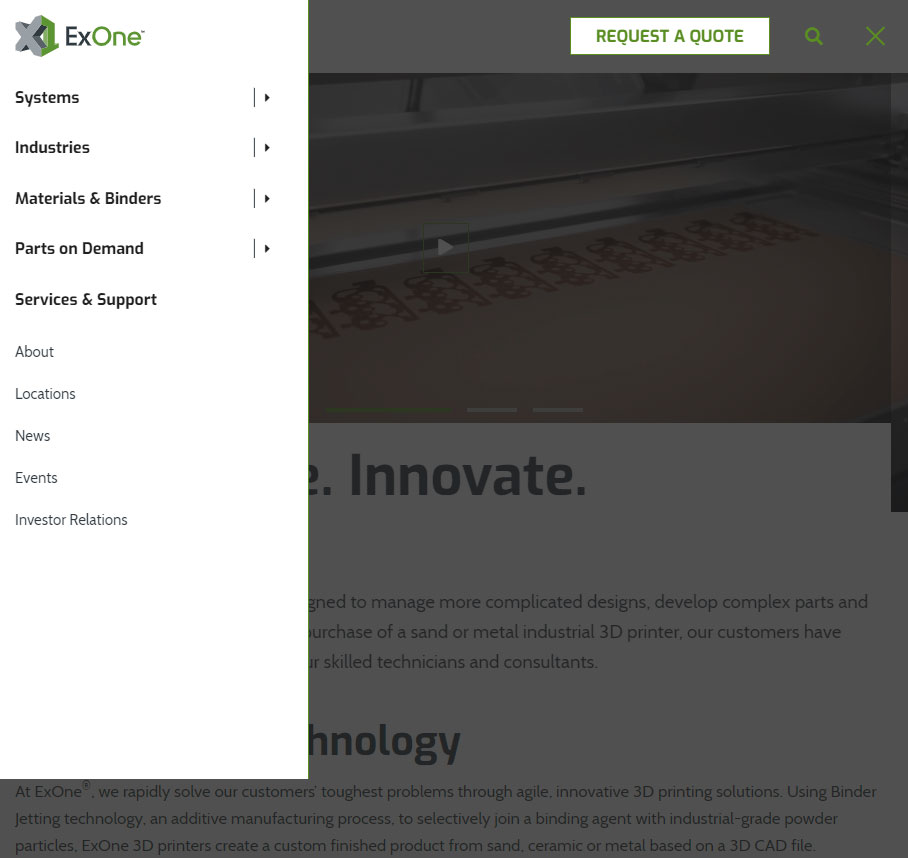 ExOne™
REQUEST A QUOTE
Systems
Industries
Materials & Binders
Parts on Demand
Services & Support
About
Locations
News
Events
Investor Relations
. Innovate.
to manage more complicated designs, develop complex parts and
purchase of a sand or metal industrial 3D printer, our customers have
skilled technicians and consultants.
hnology
At ExOne®, we rapidly solve our customers' toughest problems through agile, innovative 3D printing solutions. Using Binder
Jetting technology, an additive manufacturing process, to selectively join a binding agent with industrial-grade powder
particles, ExOne 3D printers create a custom finished product from sand, ceramic or metal based on a 3D CAD file.